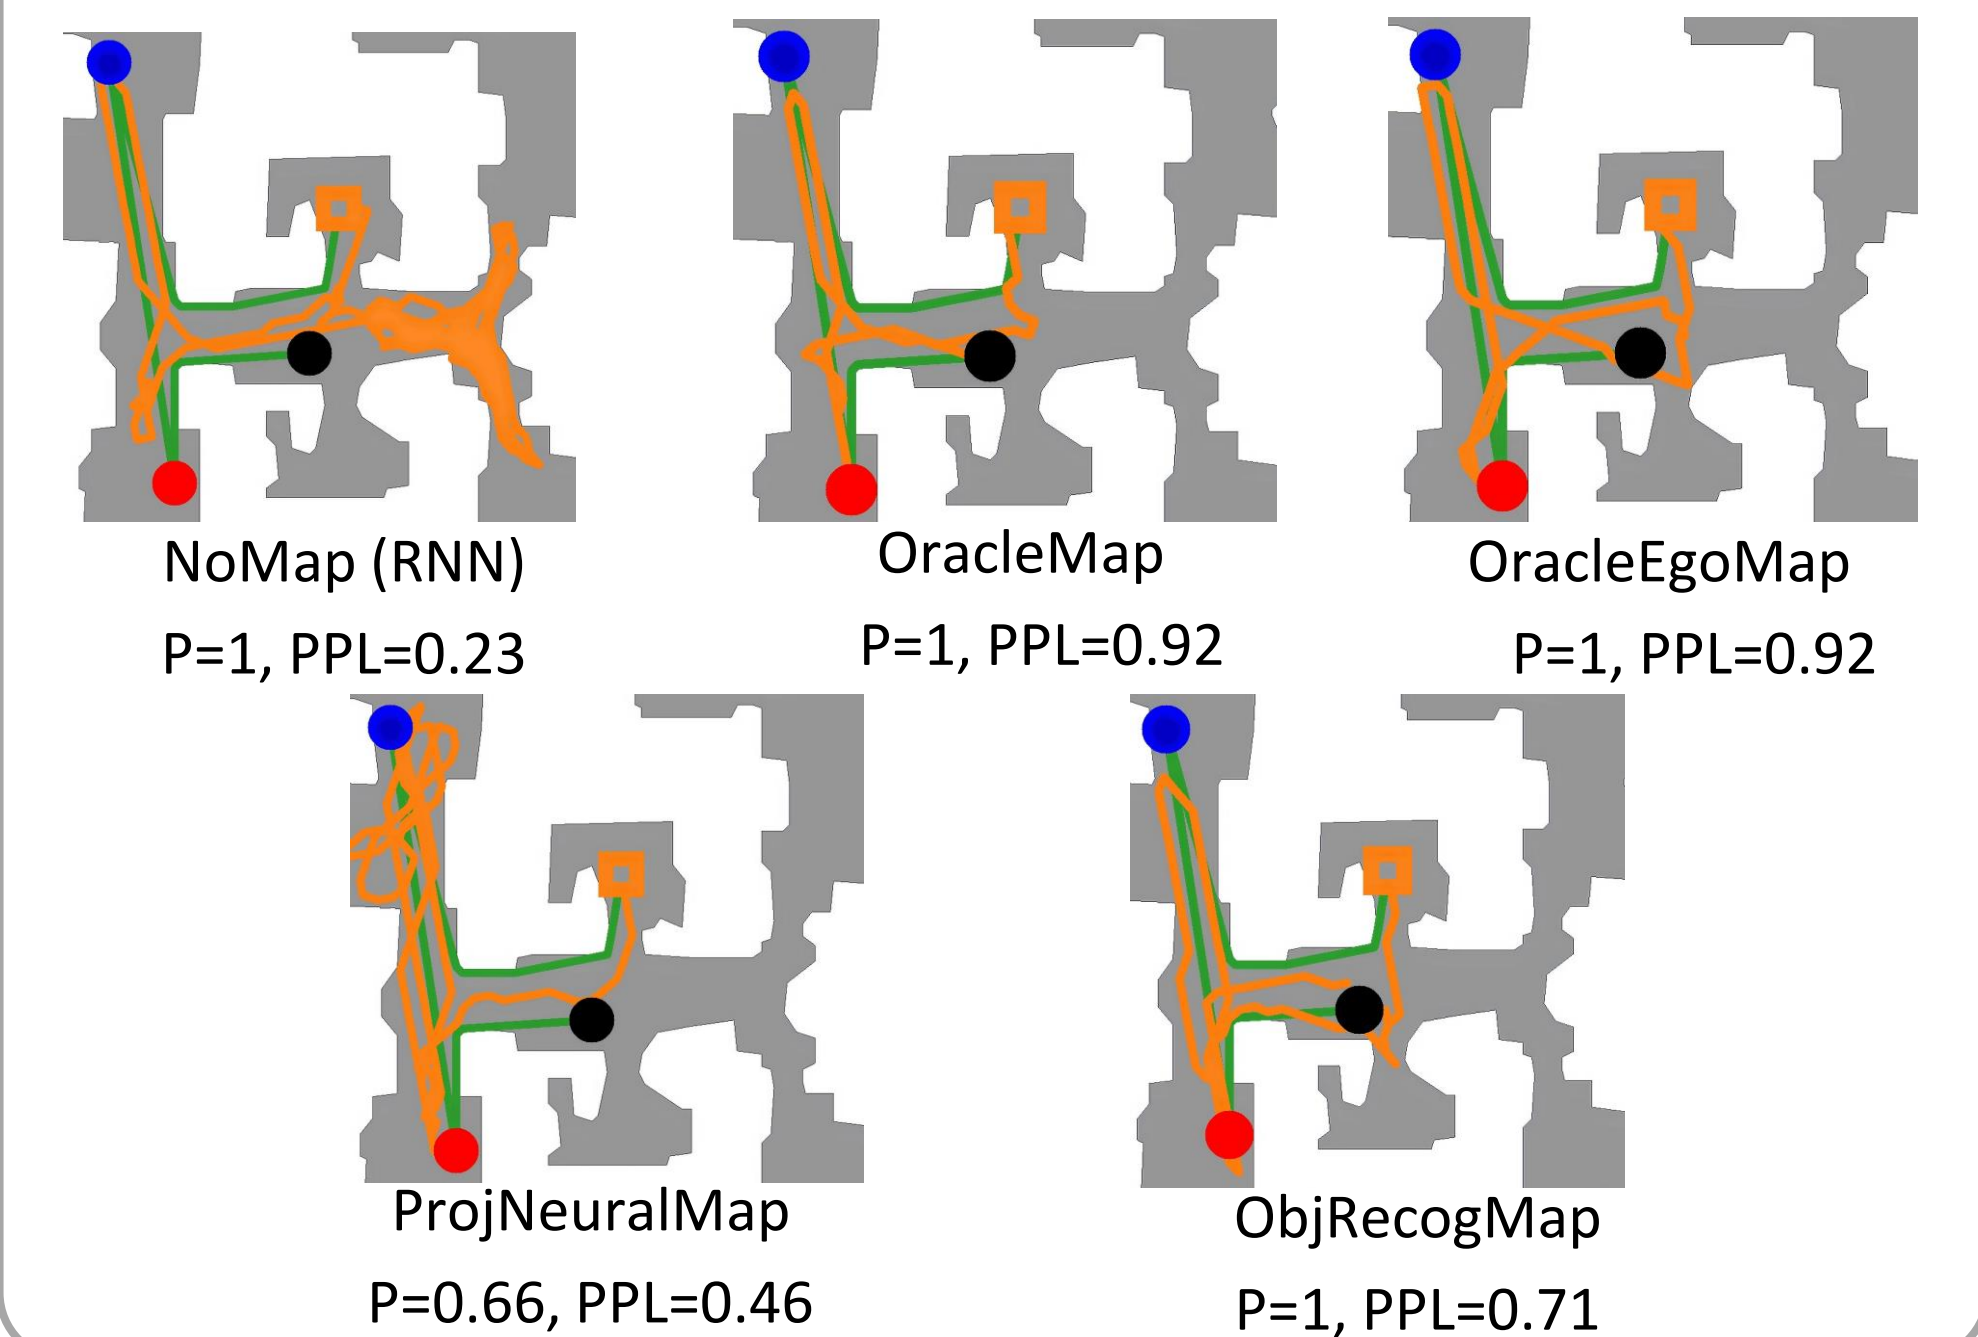 NoMap (RNN)
P=1, PPL=0.23
OracleMap
P=1, PPL=0.92
OracleEgoMap
P=1, PPL=0.92
ProjNeuralMap
P=0.66, PPL=0.46
ObjRecogMap
P=1, PPL=0.71